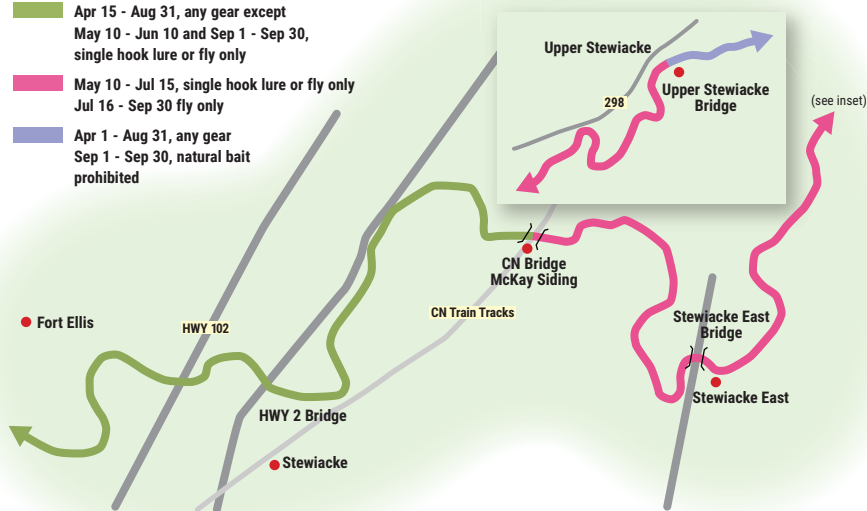 Apr 15 - Aug 31, any gear except
May 10 - Jun 10 and Sep 1 - Sep 30,
single hook lure or fly only
May 10 - Jul 15, single hook lure or fly only
Jul 16 - Sep 30 fly only
Apr 1 - Aug 31, any gear
Sep 1 - Sep 30, natural bait
prohibited
Upper Stewiacke
298
Upper Stewiacke
Bridge
(see inset)
CN Bridge
McKay Siding
CN Train Tracks
Fort Ellis
HWY 102
Stewiacke East
Bridge
Stewiacke East
HWY 2 Bridge
Stewiacke